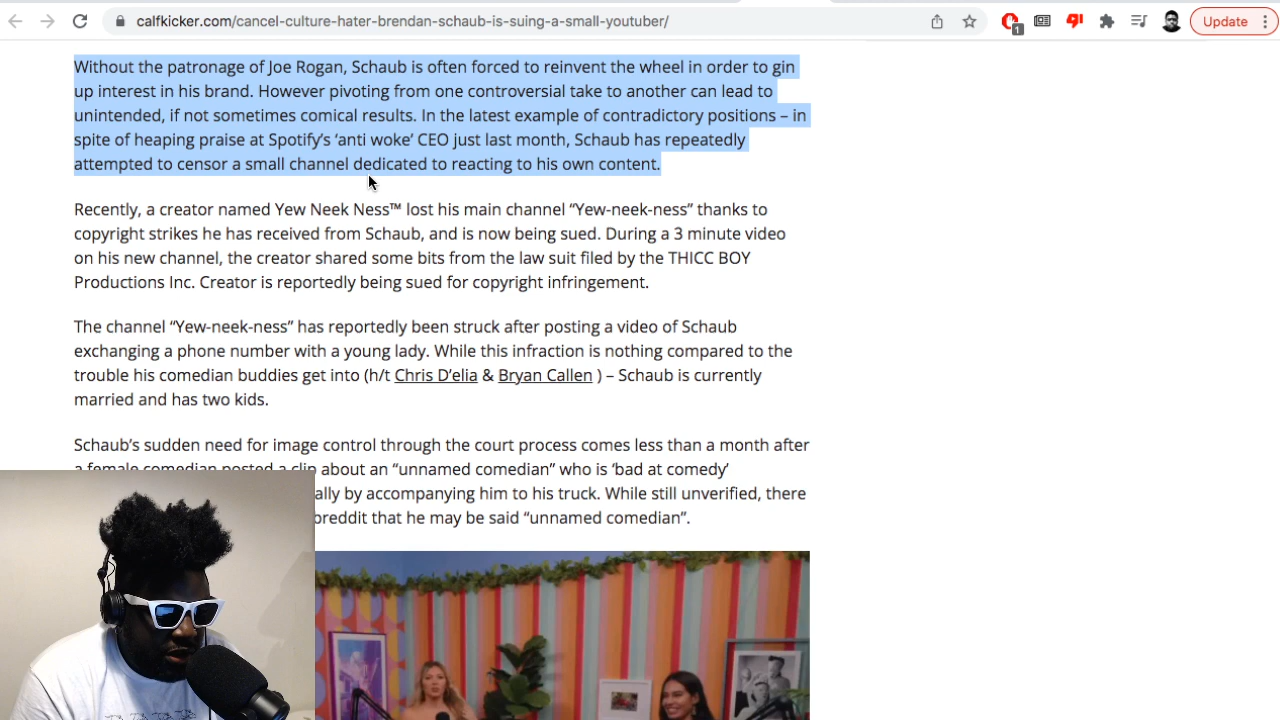 calfkicker.com/cancel-culture-hater-brendan-schaub-is-suing-a-small-youtuber/
1
Update
Without the patronage of Joe Rogan, Schaub is often forced to reinvent the wheel in order to gin
up interest in his brand. However pivoting from one controversial take to another can lead to
unintended, if not sometimes comical results. In the latest example of contradictory positions – in
spite of heaping praise at Spotify’s ‘anti woke’ CEO just last month, Schaub has repeatedly
attempted to censor a small channel dedicated to reacting to his own content.
Recently, a creator named Yew Neek Ness™ lost his main channel “Yew-neek-ness” thanks to
copyright strikes he has received from Schaub, and is now being sued. During a 3 minute video
on his new channel, the creator shared some bits from the law suit filed by the THICC BOY
Productions Inc. Creator is reportedly being sued for copyright infringement.
The channel “Yew-neek-ness” has reportedly been struck after posting a video of Schaub
exchanging a phone number with a young lady. While this infraction is nothing compared to the
trouble his comedian buddies get into (h/t Chris D’elia & Bryan Callen ) – Schaub is currently
married and has two kids.
Schaub’s sudden need for image control through the court process comes less than a month after
a female comedian posted a clip about an “unnamed comedian” who is ‘bad at comedy’
ally by accompanying him to his truck. While still unverified, there
breddit that he may be said “unnamed comedian”.